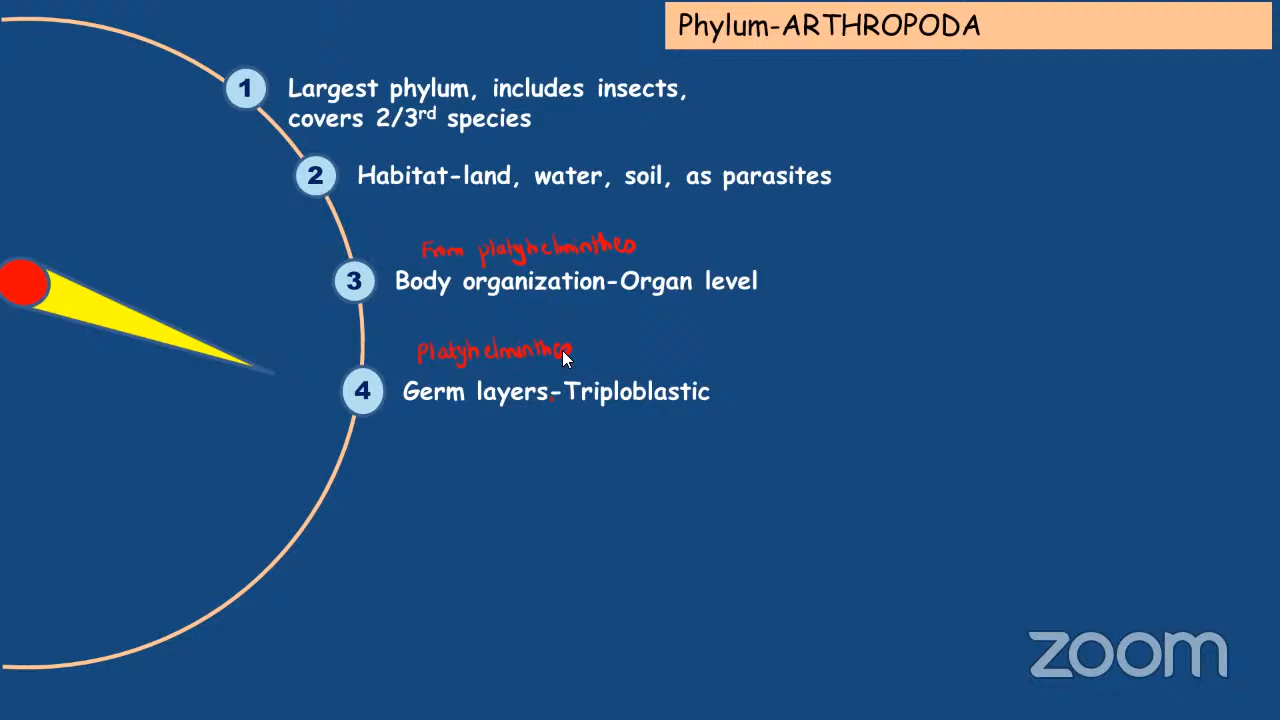 Phylum-ARTHROPODA
1
Largest phylum, includes insects,
covers 2/3rd species
2
Habitat-land, water, soil, as parasites
From platyhelminthes
3
Body organization-Organ level
Platyhelminthes
4
Germ layers-Triploblastic
zoom